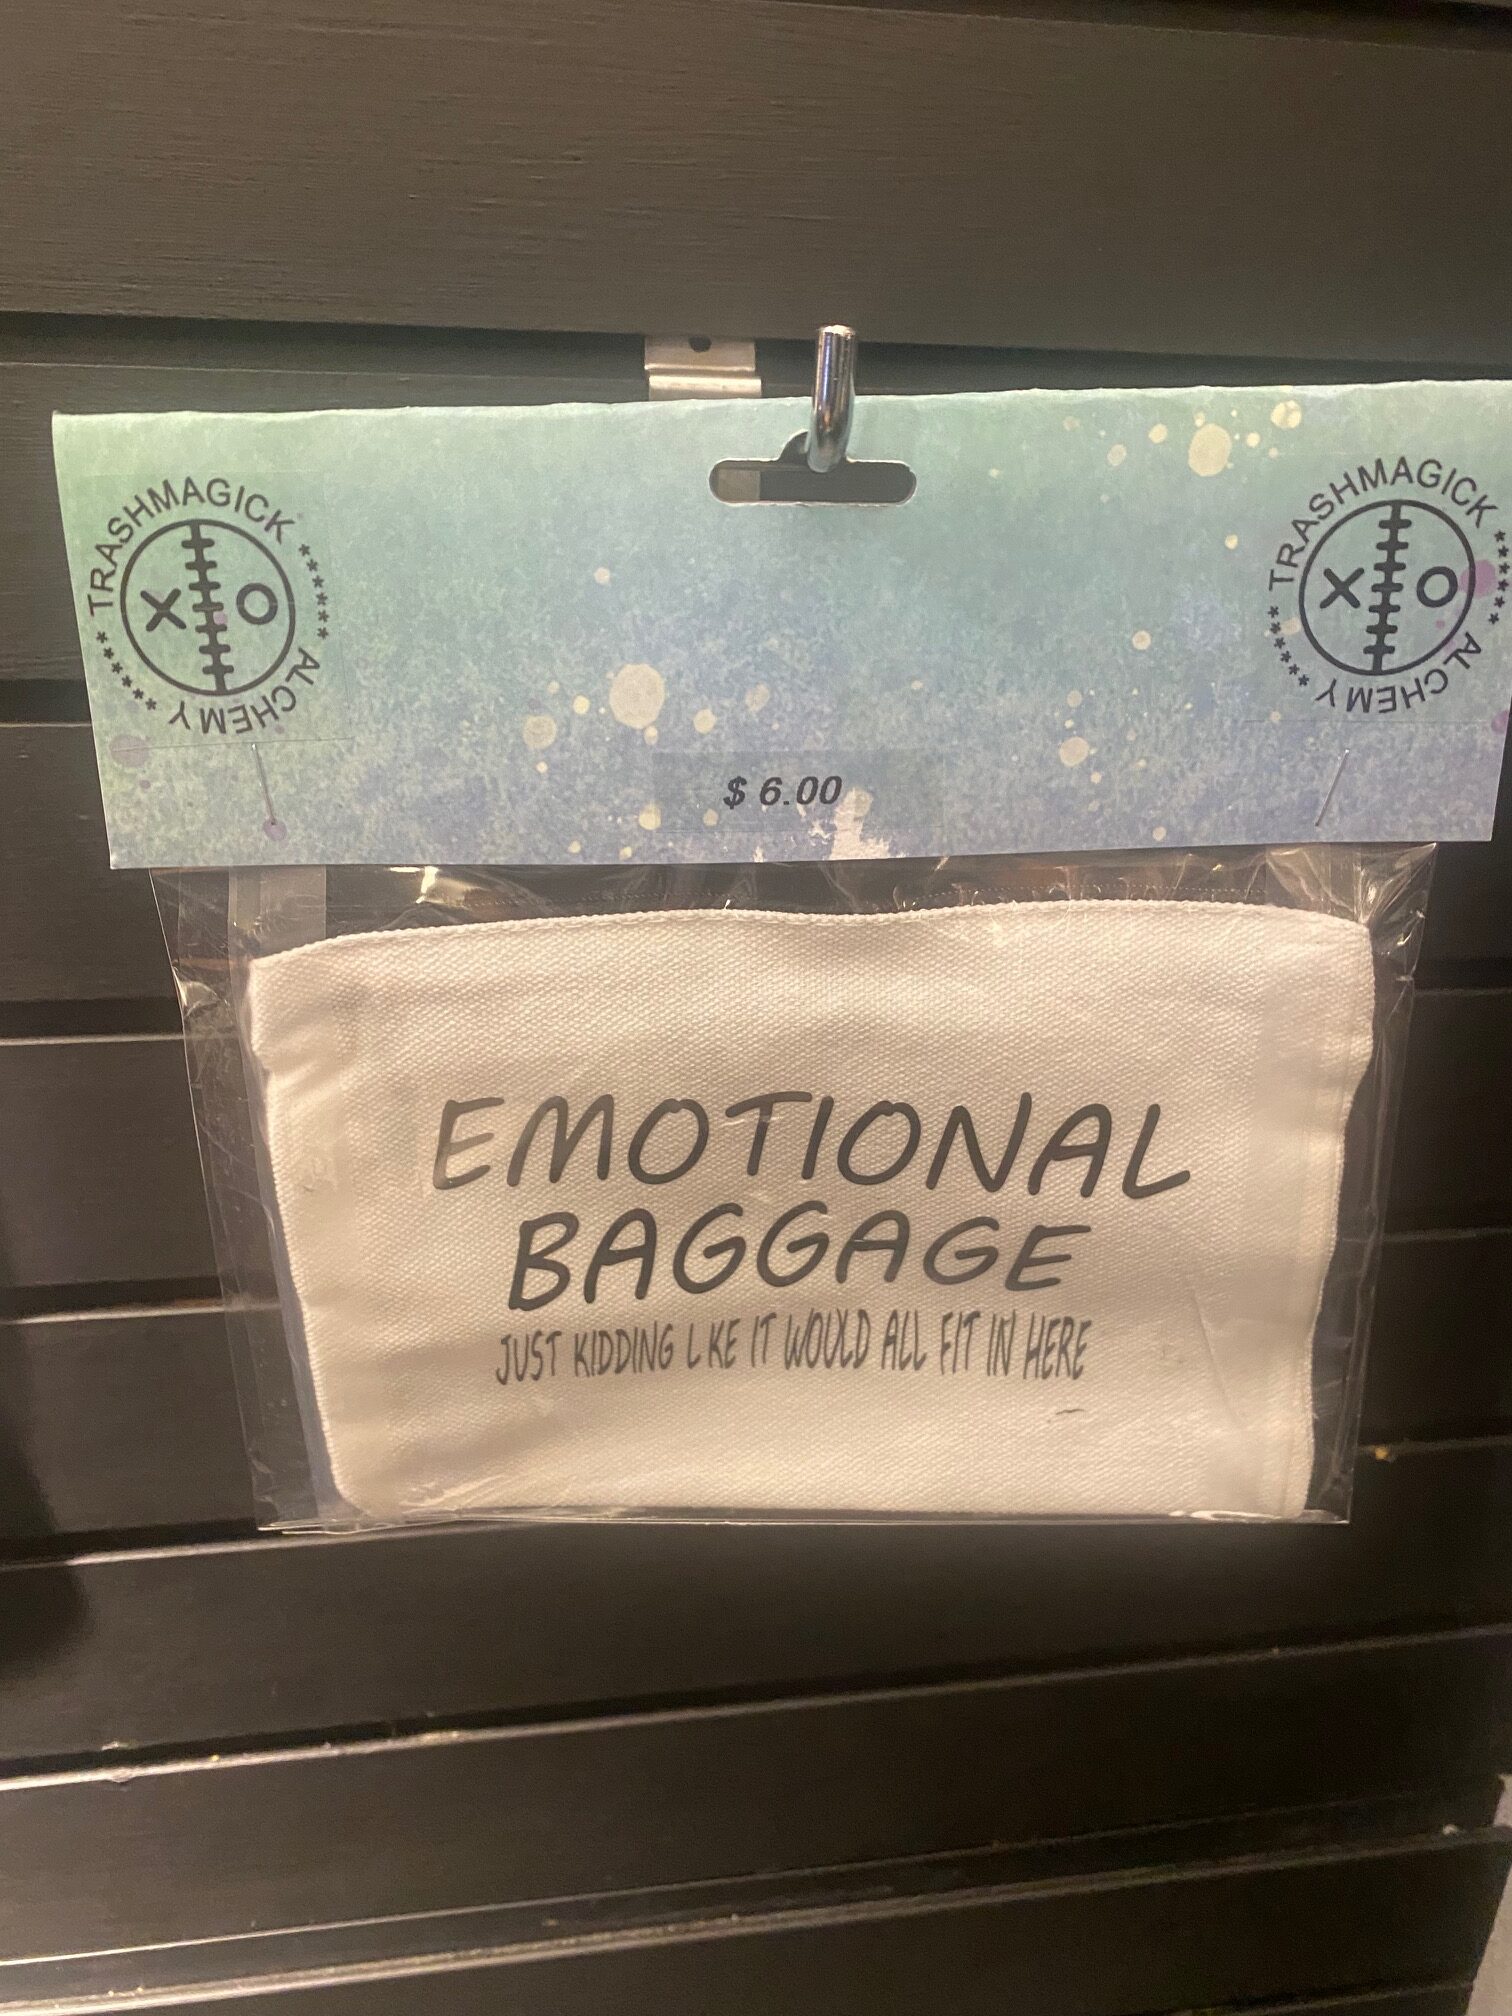 TRASHMAGICK
X O
***** *****
ALCHEMY
TRASHMAGICK
X O
***** *****
ALCHEMY
$ 6.00
EMOTIONAL
BAGGAGE
JUST KIDDING L KE IT WOULD ALL FIT IN HERE